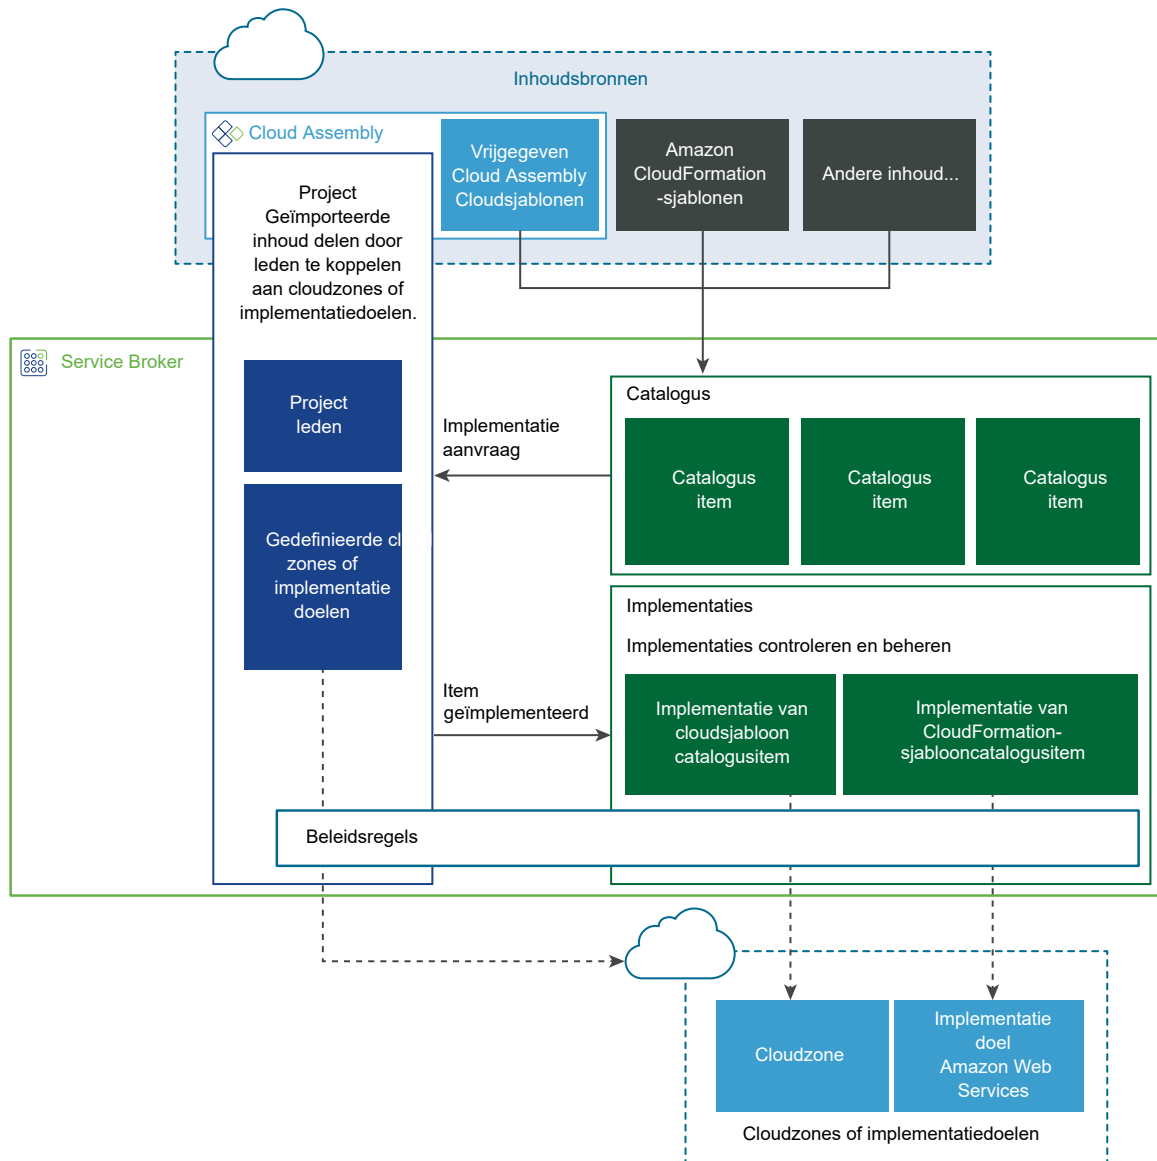 Inhoudsbronnen
Cloud Assembly
Vrijgegeven
Cloud Assembly
Cloudsjablonen
Amazon
CloudFormation
-sjablonen
Andere inhoud...
Project
Geïmporteerde
inhoud delen door
leden te koppelen
aan cloudzones of
implementatiedoelen.
Service Broker
Project
leden
Gedefinieerde cl
zones of
implementatie
doelen
Implementatie
aanvraag
Catalogus
Catalogus
item
Catalogus
item
Catalogus
item
Item
geïmplementeerd
Implementaties
Implementaties controleren en beheren
Implementatie van
cloudsjabloon
catalogusitem
Implementatie van
CloudFormation-
sjablooncatalogusitem
Beleidsregels
Cloudzone
Implementatie
doel
Amazon Web
Services
Cloudzones of implementatiedoelen